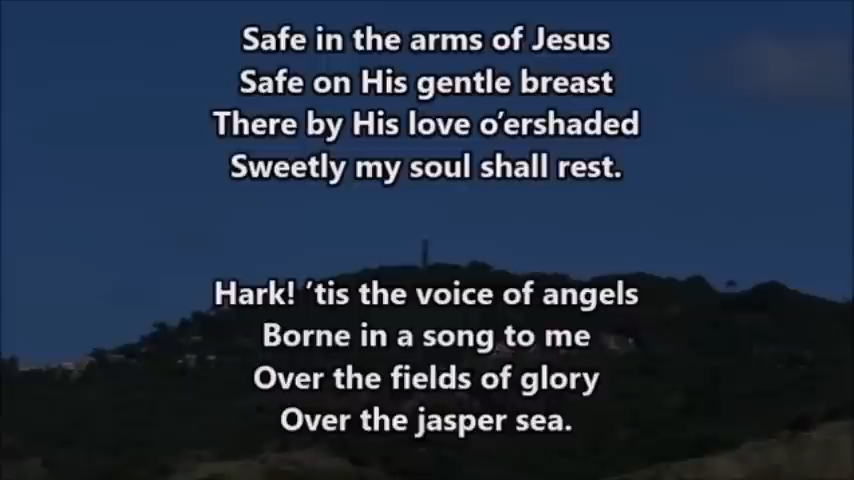 Safe in the arms of Jesus
Safe on His gentle breast
There by His love o’ershaded
Sweetly my soul shall rest.
Hark! ’tis the voice of angels
Borne in a song to me
Over the fields of glory
Over the jasper sea.